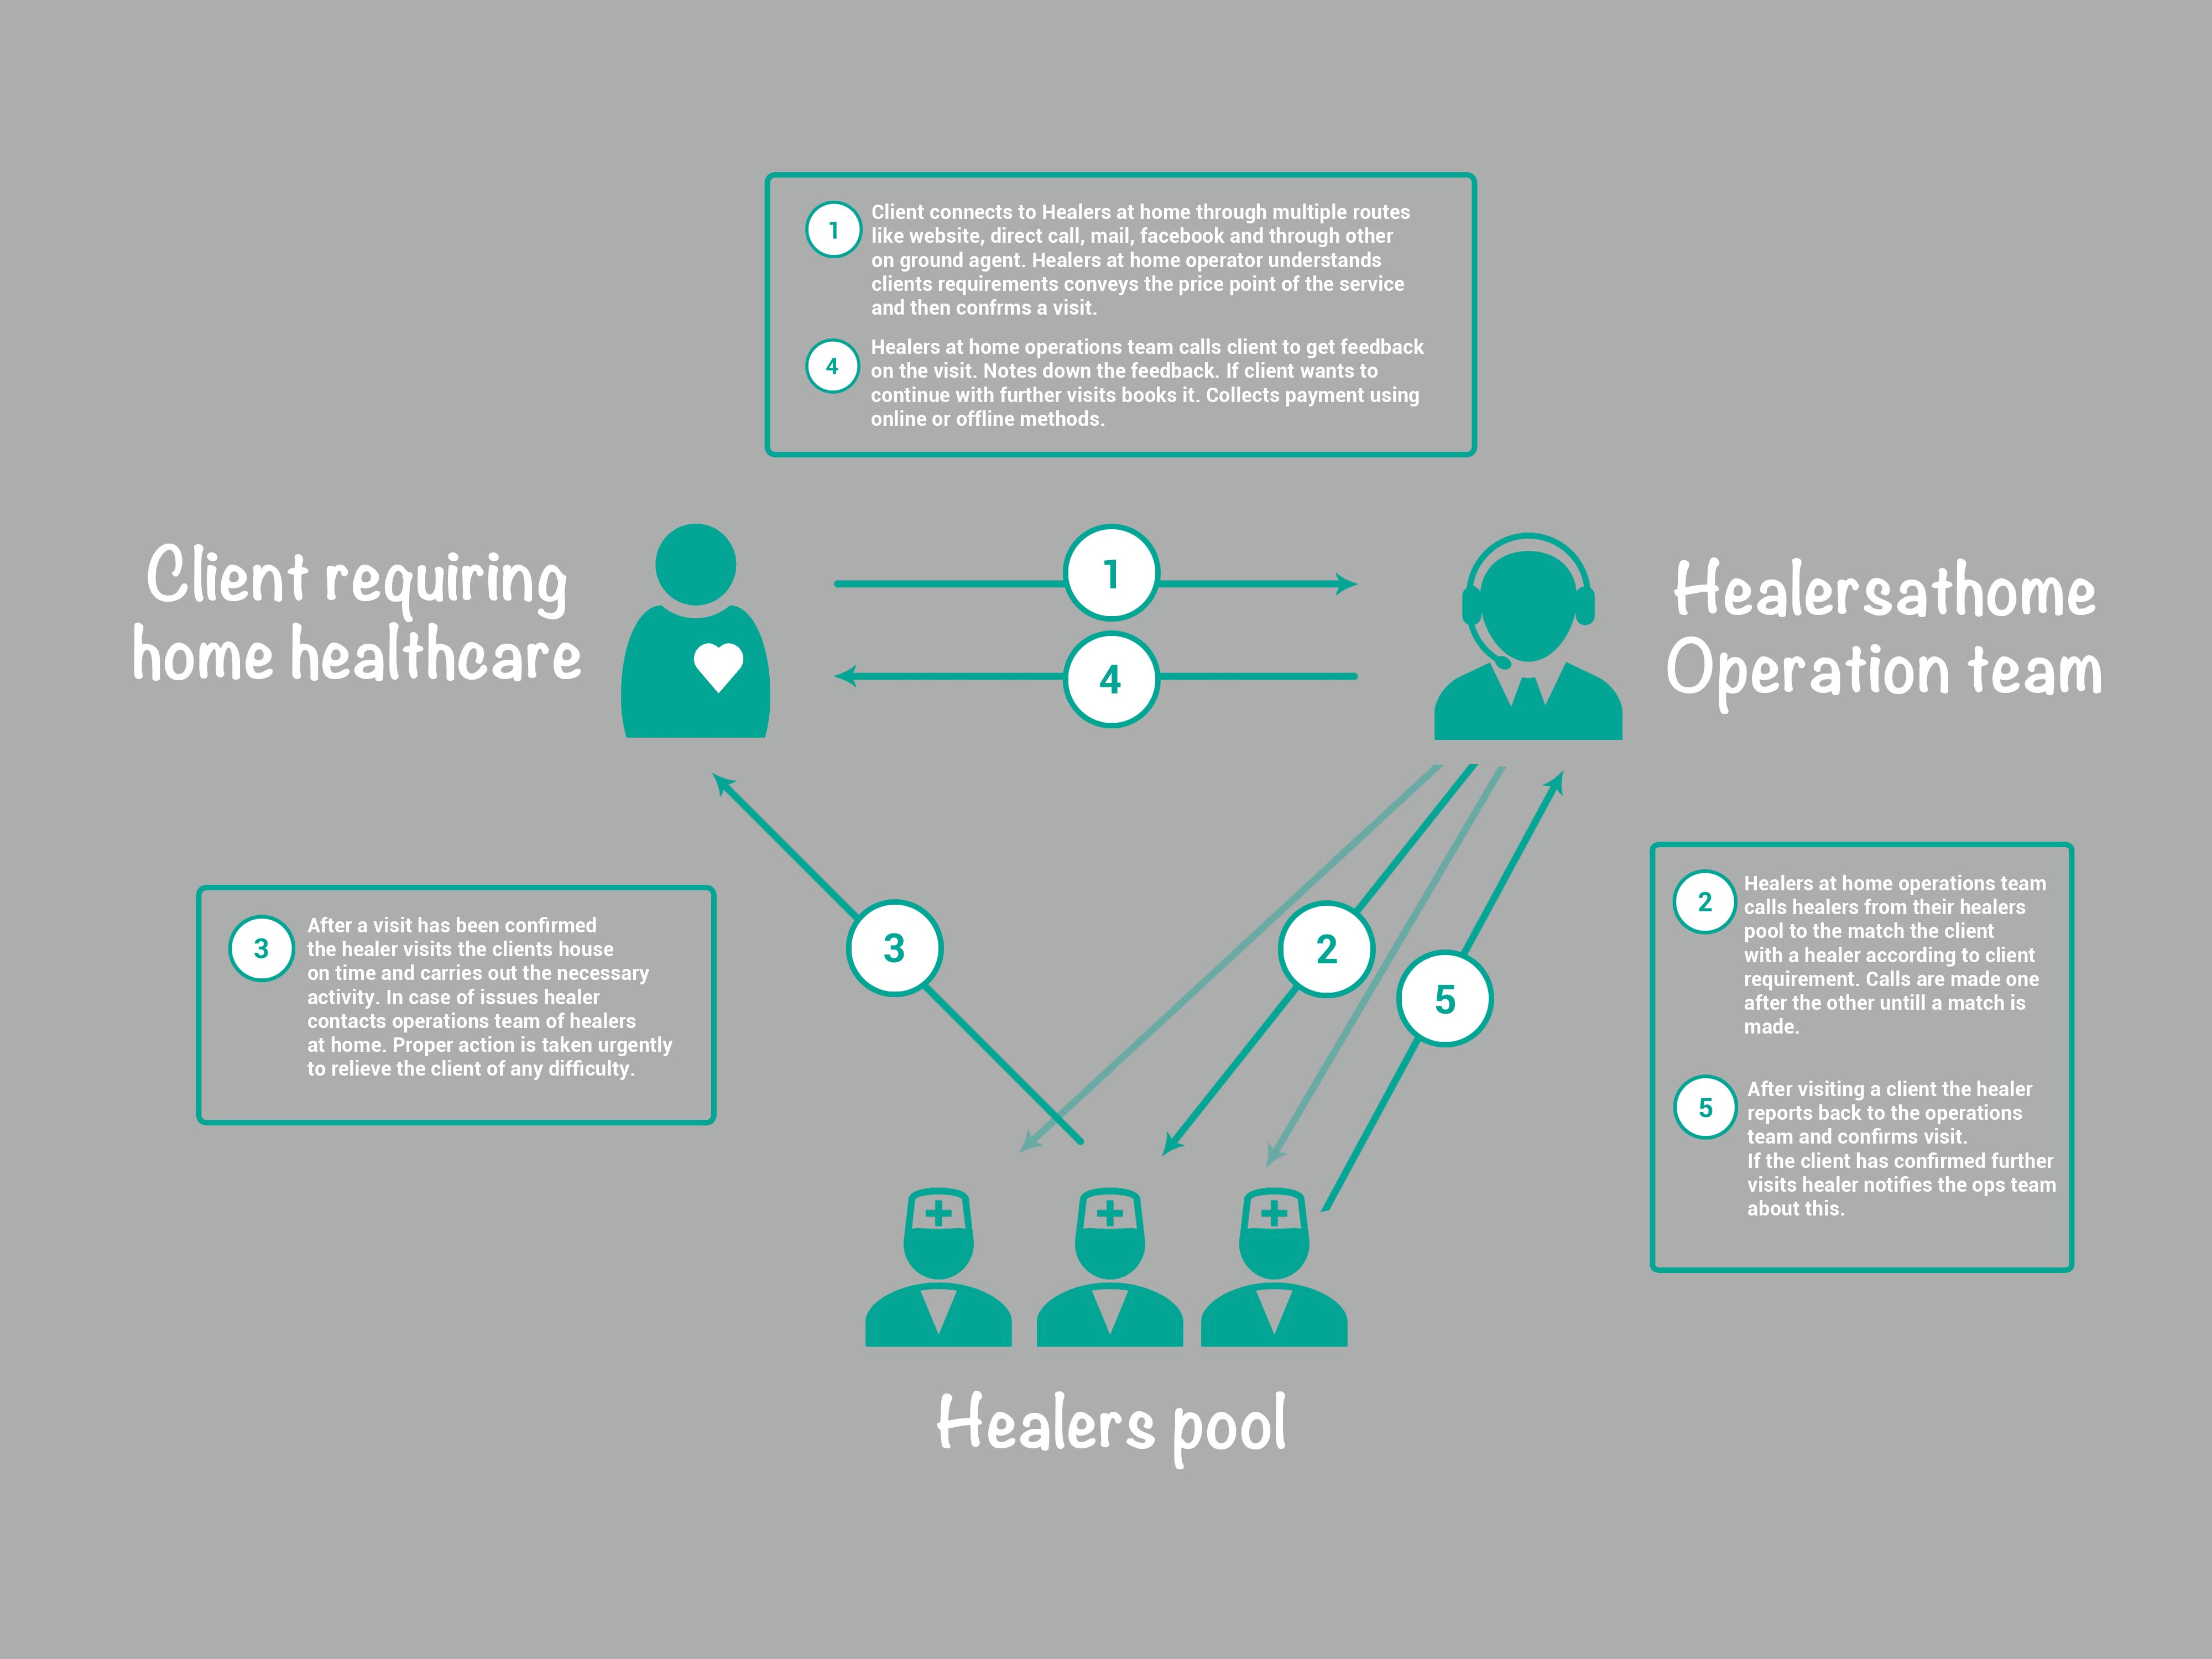 1
Client connects to Healers at home through multiple routes
like website, direct call, mail, facebook and through other
on ground agent. Healers at home operator understands
clients requirements conveys the price point of the service
and then confrms a visit.
4
Healers at home operations team calls client to get feedback
on the visit. Notes down the feedback. If client wants to
continue with further visits books it. Collects payment using
online or offline methods.
Client requiring
home healthcare
1
4
Healersathome
Operation team
3
After a visit has been confirmed
the healer visits the clients house
on time and carries out the necessary
activity. In case of issues healer
contacts operations team of healers
at home. Proper action is taken urgently
to relieve the client of any difficulty.
3
2
5
2
Healers at home operations team
calls healers from their healers
pool to the match the client
with a healer according to client
requirement. Calls are made one
after the other untill a match is
made.
5
After visiting a client the healer
reports back to the operations
team and confirms visit.
If the client has confirmed further
visits healer notifies the ops team
about this.
Healers pool